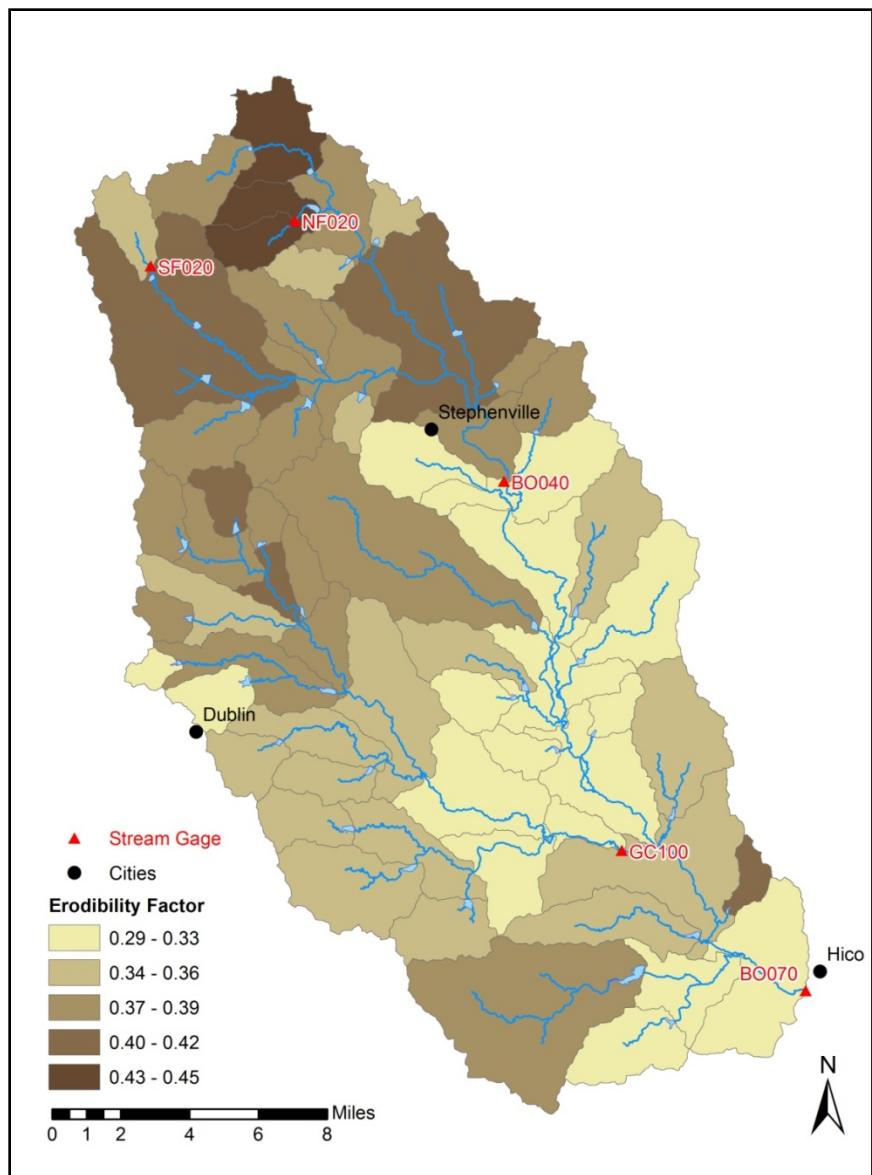 NF020
SF020
Stephenville
BO040
Dublin
Stream Gage
Cities
GC100
Erodibility Factor
0.29 - 0.33
0.34 - 0.36
0.37 - 0.39
0.40 - 0.42
0.43 - 0.45
Hico
BO070
N
Miles
0 1 2 4 6 8